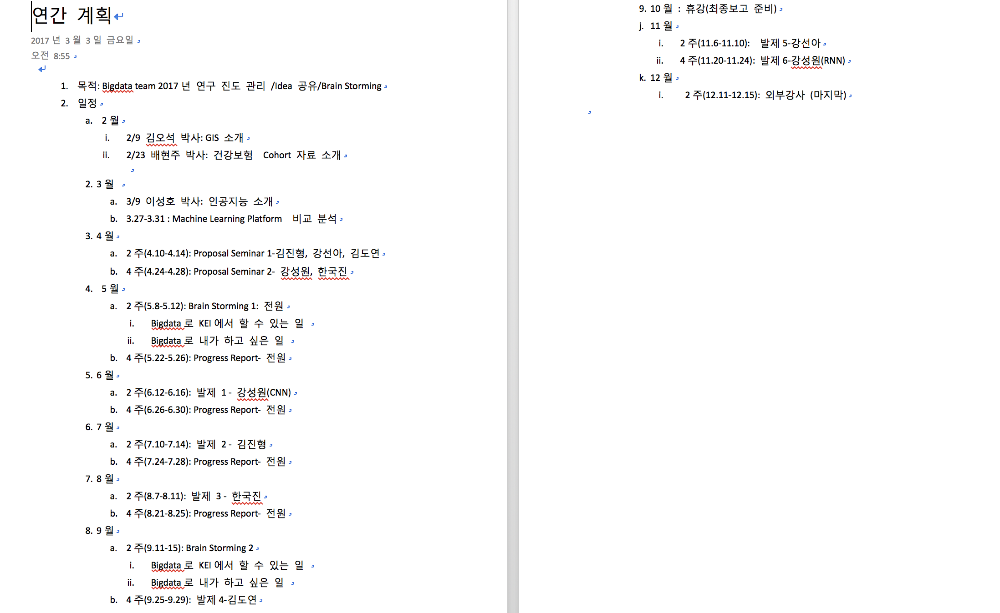 연간 계획
2017 년 3 월 3 일 금요일
오전 8:55
1. 목적: Bigdata team 2017 년 연구 진도 관리 /Idea 공유/Brain Storming
2. 일정
a. 2 월
i. 2/9 김오석 박사: GIS 소개
ii. 2/23 배현주 박사: 건강보험 Cohort 자료 소개
2. 3 월
a. 3/9 이성호 박사: 인공지능 소개
b. 3.27-3.31 : Machine Learning Platform 비교 분석
3. 4 월
a. 2 주(4.10-4.14): Proposal Seminar 1-김진형, 강선아, 김도연
b. 4 주(4.24-4.28): Proposal Seminar 2- 강성원, 한국진
4. 5 월
a. 2 주(5.8-5.12): Brain Storming 1: 전원
i. Bigdata 로 KEI 에서 할 수 있는 일
ii. Bigdata 로 내가 하고 싶은 일
b. 4 주(5.22-5.26): Progress Report- 전원
5. 6 월
a. 2 주(6.12-6.16): 발제 1 - 강성원(CNN)
b. 4 주(6.26-6.30): Progress Report- 전원
6. 7 월
a. 2 주(7.10-7.14): 발제 2 - 김진형
b. 4 주(7.24-7.28): Progress Report- 전원
7. 8 월
a. 2 주(8.7-8.11): 발제 3 - 한국진
b. 4 주(8.21-8.25): Progress Report- 전원
8. 9 월
a. 2 주(9.11-15): Brain Storming 2
i. Bigdata 로 KEI 에서 할 수 있는 일
ii. Bigdata 로 내가 하고 싶은 일
b. 4 주(9.25-9.29): 발제 4-김도연
9. 10 월 : 휴강(최종보고 준비)
j. 11 월
i. 2 주(11.6-11.10): 발제 5-강선아
ii. 4 주(11.20-11.24): 발제 6-강성원(RNN)
k. 12 월
i. 2 주(12.11-12.15): 외부강사 (마지막)